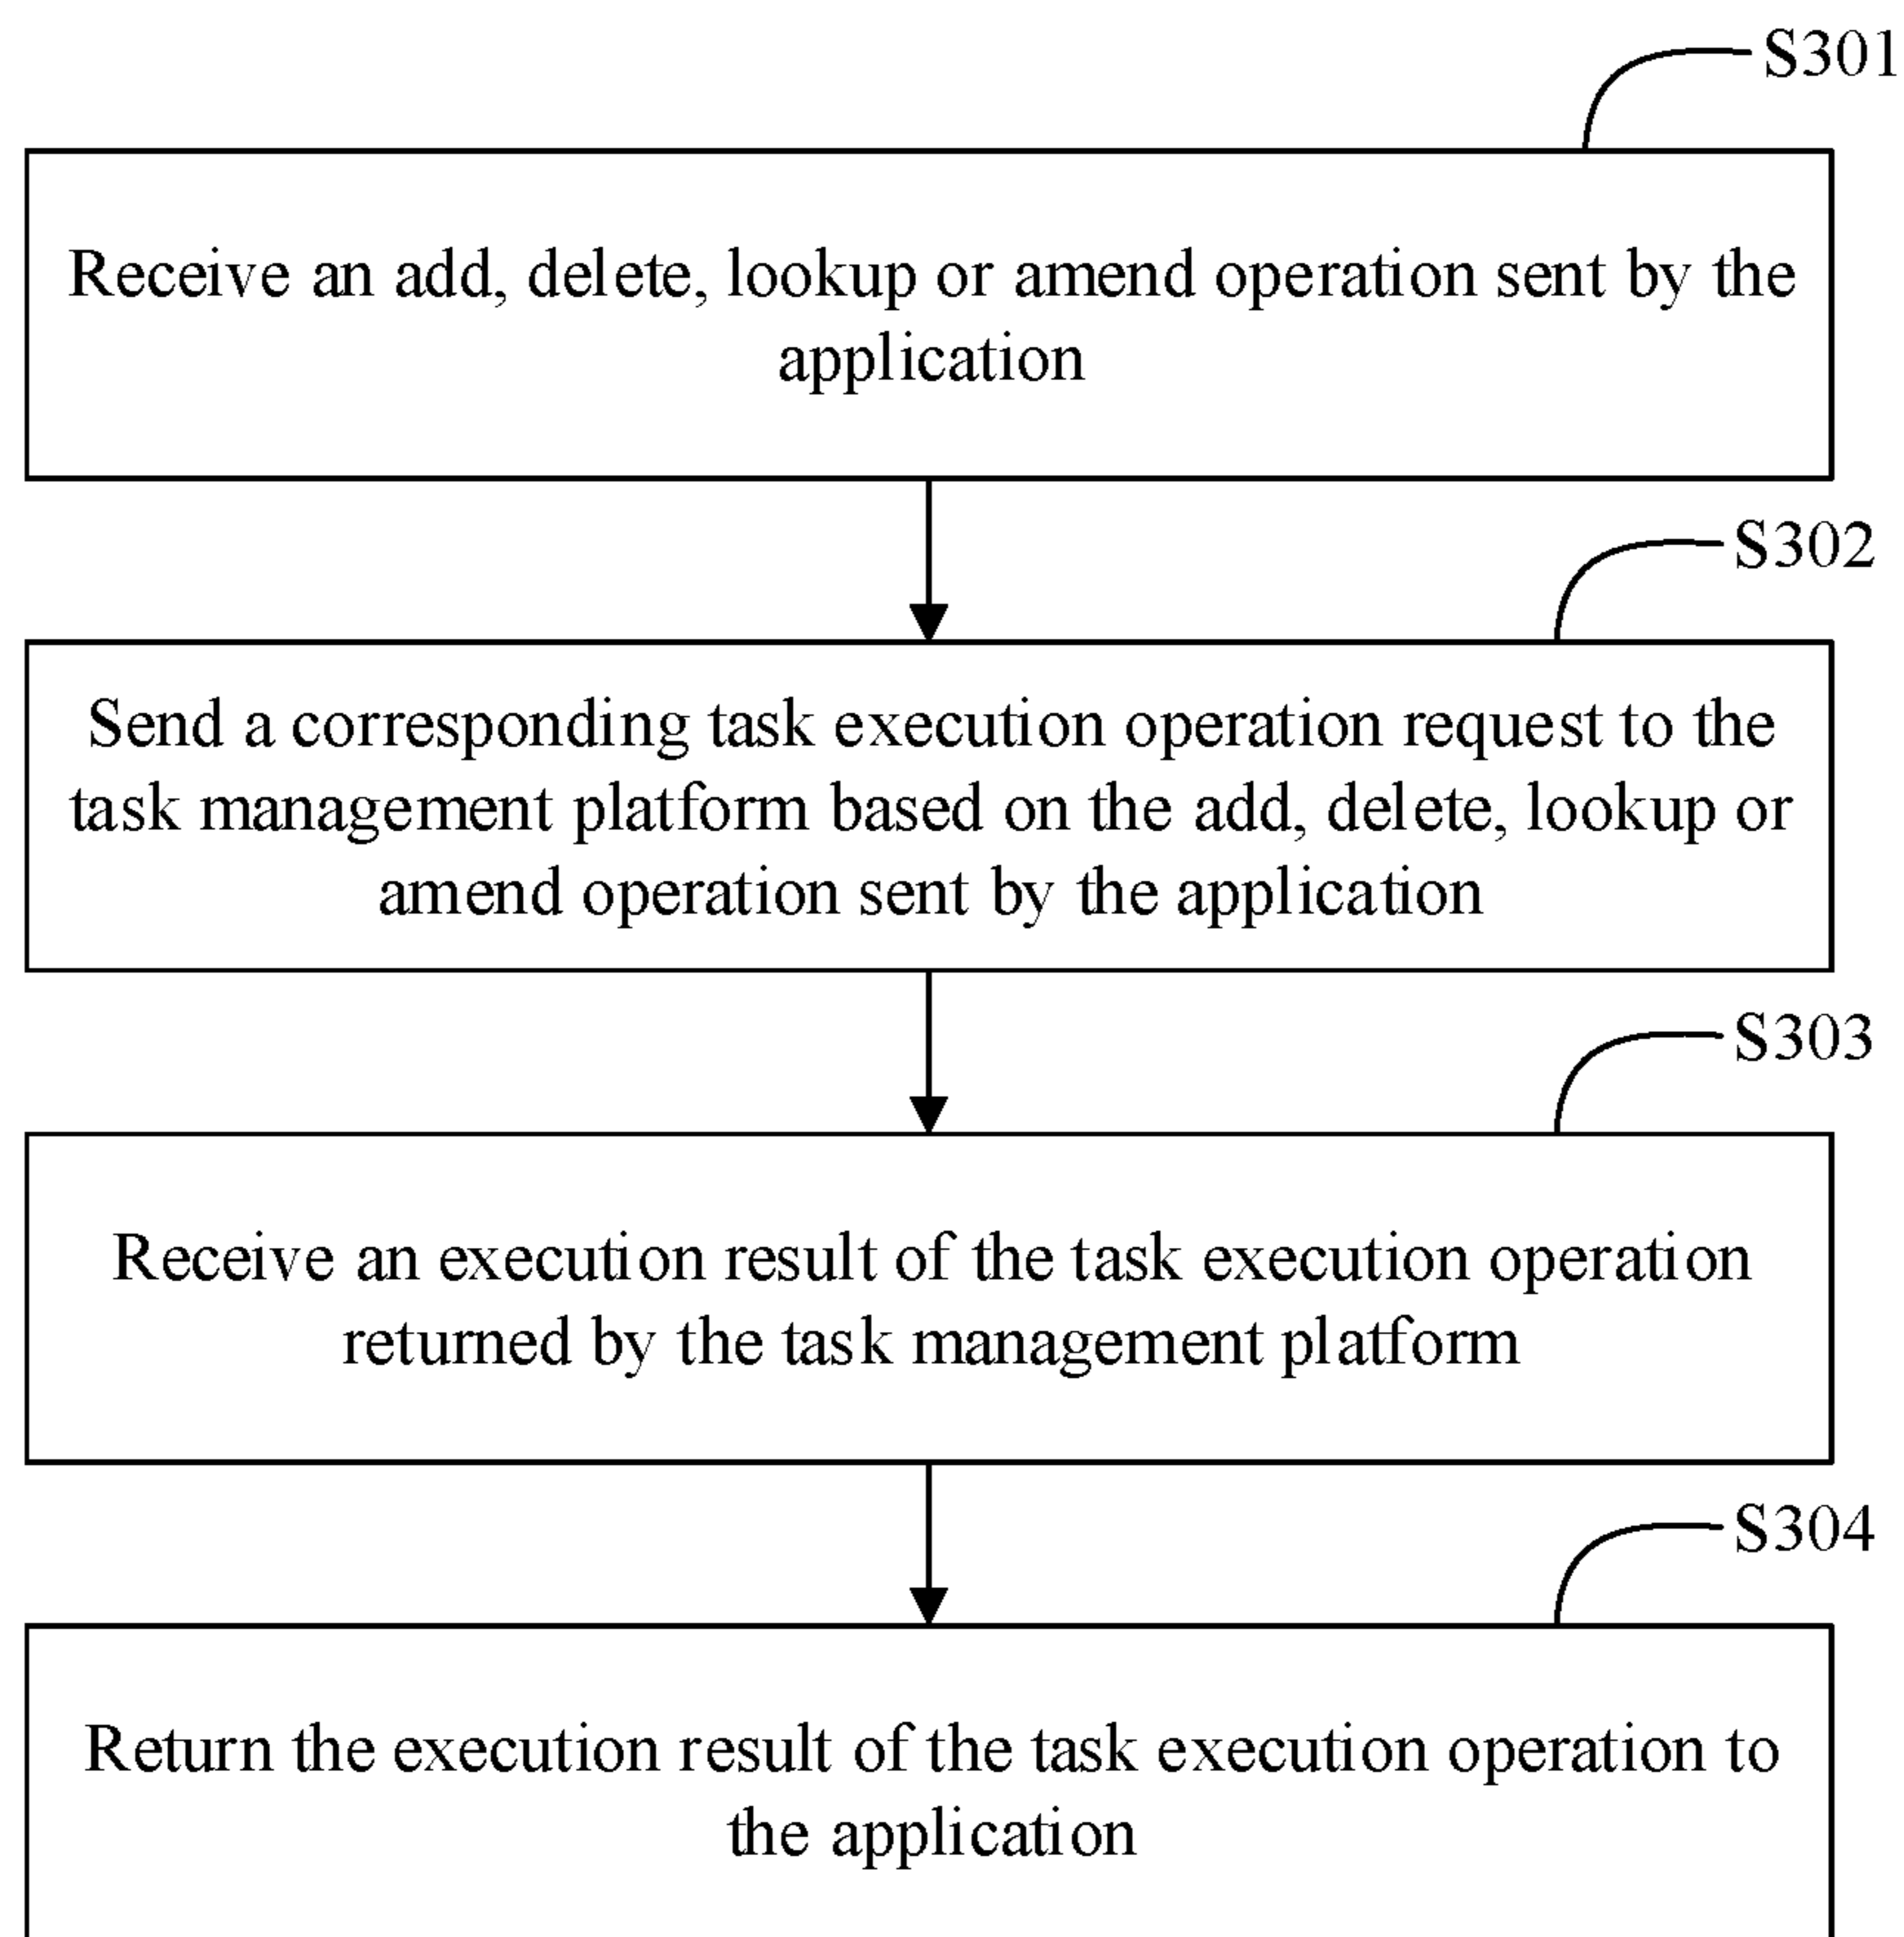 S301
Receive an add, delete, lookup or amend operation sent by the
application
S302
Send a corresponding task execution operation request to the
task management platform based on the add, delete, lookup or
amend operation sent by the application
S303
Receive an execution result of the task execution operation
returned by the task management platform
S304
Return the execution result of the task execution operation to
the application